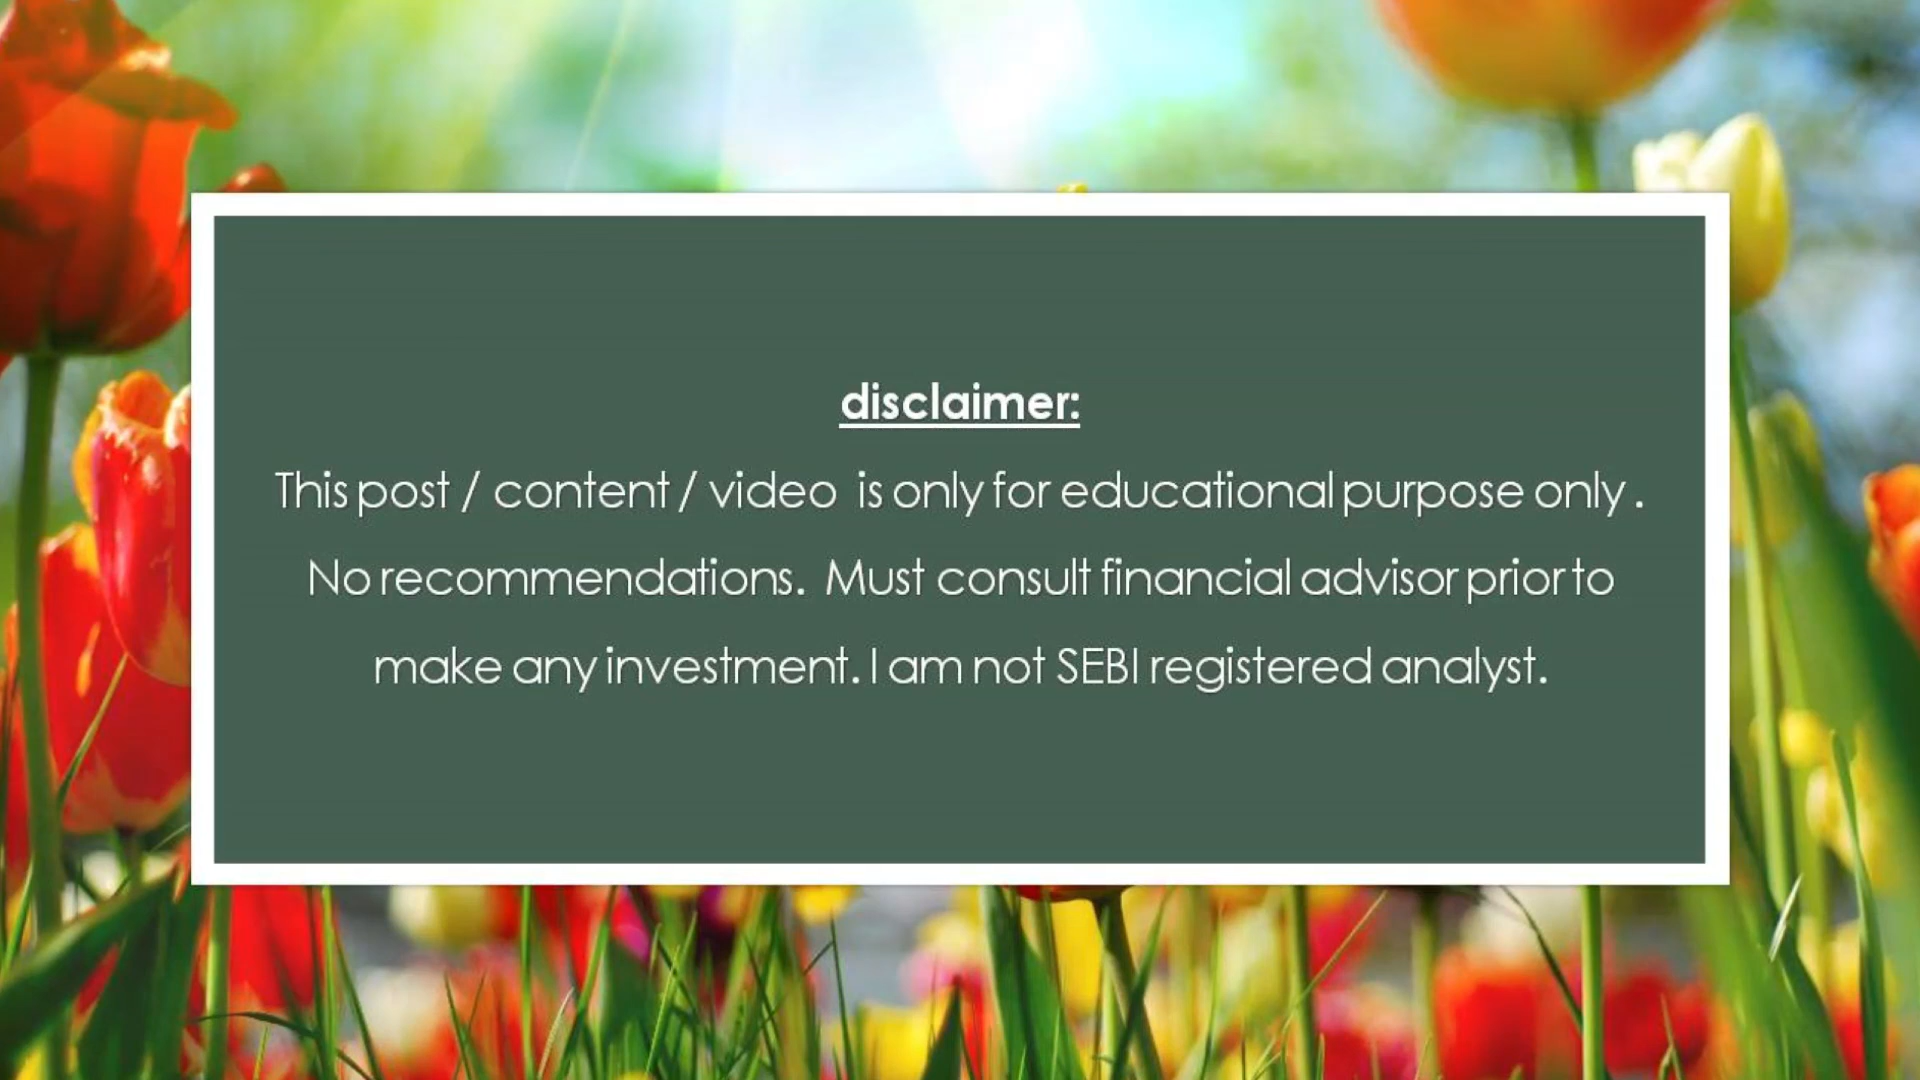 disclaimer:
This post / content / video is only for educational purpose only .
No recommendations. Must consult financial advisor prior to
make any investment. I am not SEBI registered analyst.